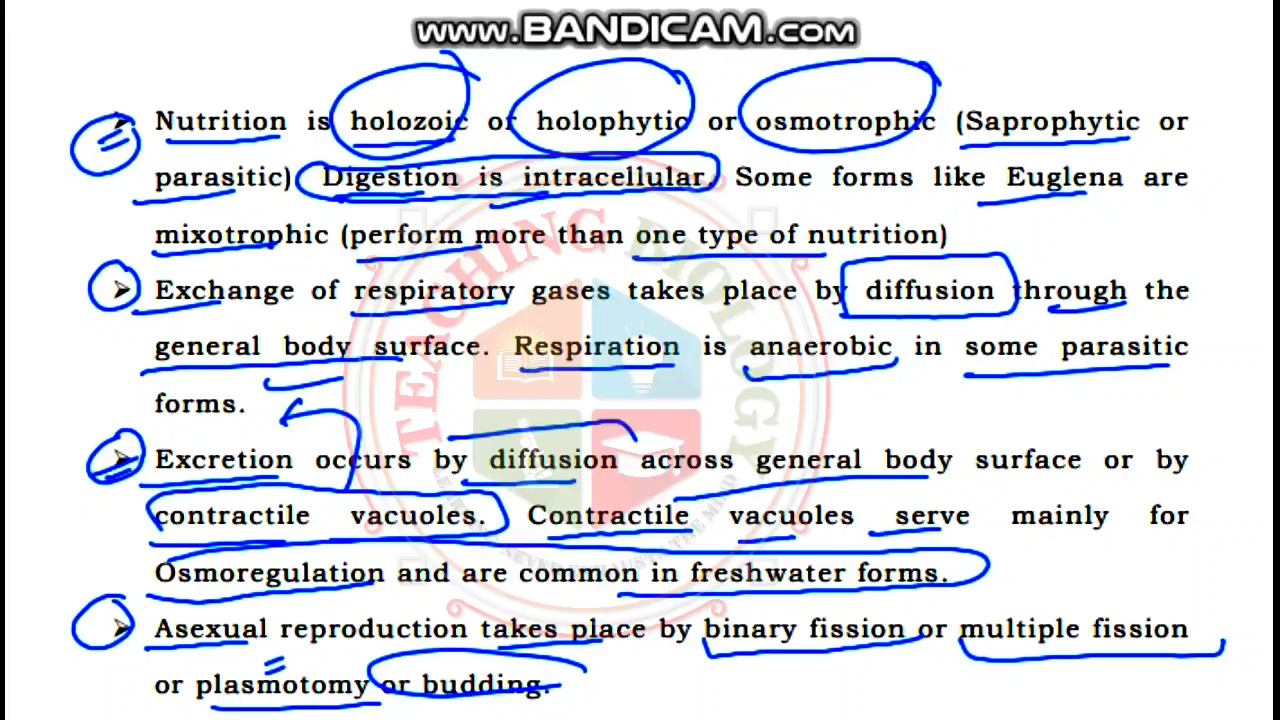 www.BANDICAM.com
➤ Nutrition is holozoic or holophytic or osmotrophic (Saprophytic or
parasitic) Digestion is intracellular. Some forms like Euglena are
mixotrophic (perform more than one type of nutrition)
➤ Exchange of respiratory gases takes place by diffusion through the
general body surface. Respiration is anaerobic in some parasitic
forms.
➤ Excretion occurs by diffusion across general body surface or by
contractile vacuoles. Contractile vacuoles serve mainly for
Osmoregulation and are common in freshwater forms.
➤ Asexual reproduction takes place by binary fission or multiple fission
or plasmotomy or budding.
TEACHING BIOLOGY